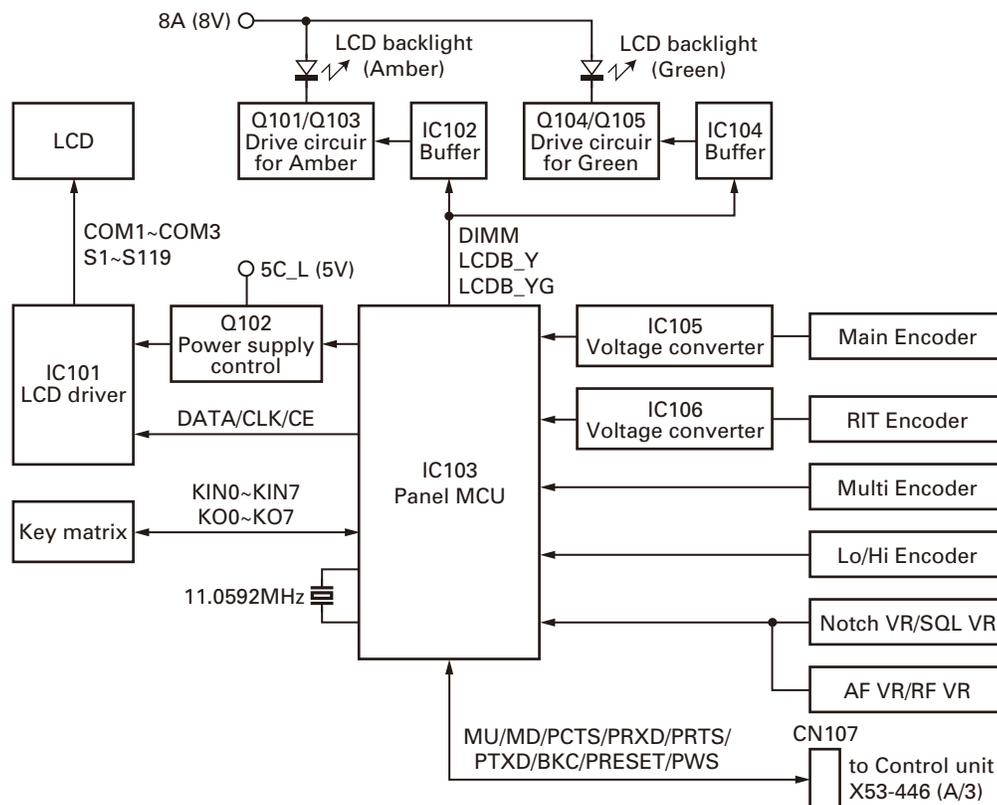 8A (8V)
LCD backlight
(Amber)
LCD backlight
(Green)
LCD
Q101/Q103
Drive circuir
for Amber
IC102
Buffer
Q104/Q105
Drive circuir
for Green
IC104
Buffer
COM1~COM3
S1~S119
DIMM
LCDB_Y
LCDB_YG
5C_L (5V)
IC101
LCD driver
Q102
Power supply
control
IC105
Voltage converter
Main Encoder
DATA/CLK/CE
IC106
Voltage converter
RIT Encoder
IC103
Panel MCU
Multi Encoder
Key matrix
KIN0~KIN7
KO0~KO7
Lo/Hi Encoder
11.0592MHz
Notch VR/SQL VR
AF VR/RF VR
MU/MD/PCTS/PRXD/PRTS/
PTXD/BKC/PRESET/PWS
CN107
to Control unit
X53-446 (A/3)